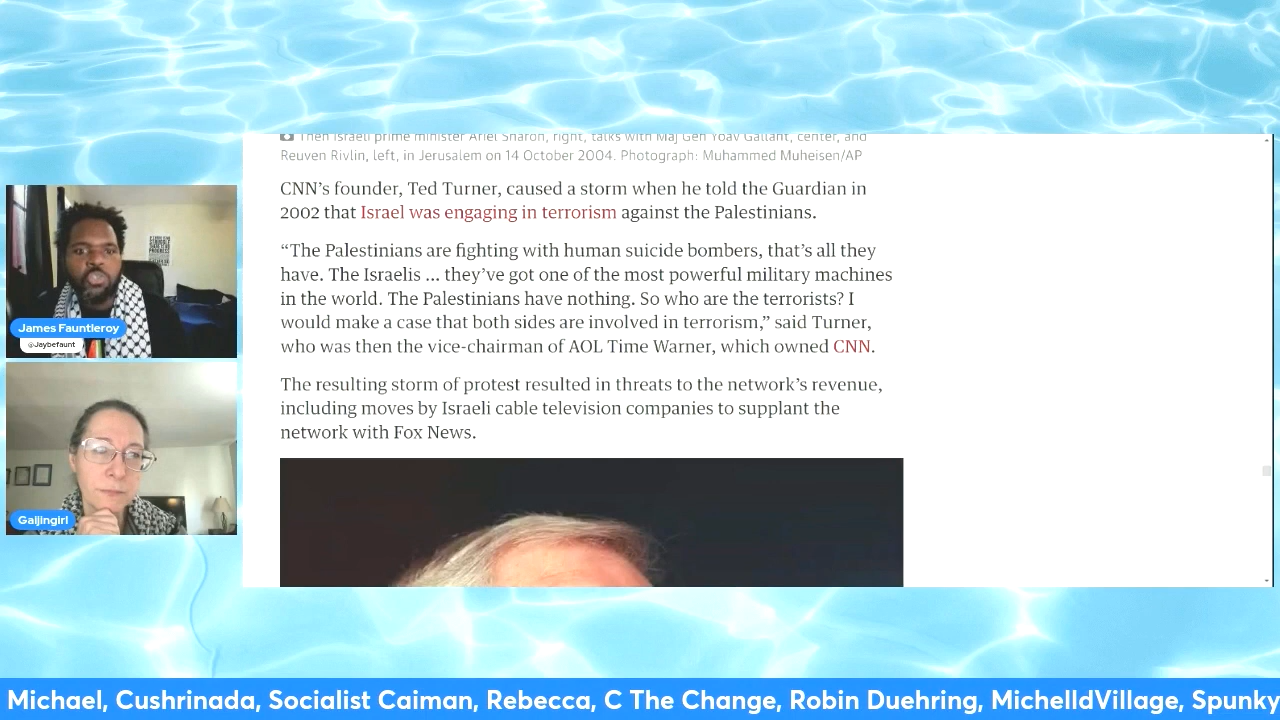 Then Israeli prime minister Ariel Sharon, right, talks with Maj Gen Yoav Gallant, center, and
Reuven Rivlin, left, in Jerusalem on 14 October 2004. Photograph: Muhammed Muheisen/AP
CNN’s founder, Ted Turner, caused a storm when he told the Guardian in
2002 that Israel was engaging in terrorism against the Palestinians.
“The Palestinians are fighting with human suicide bombers, that’s all they
have. The Israelis ... they’ve got one of the most powerful military machines
in the world. The Palestinians have nothing. So who are the terrorists? I
would make a case that both sides are involved in terrorism,” said Turner,
who was then the vice-chairman of AOL Time Warner, which owned CNN.
The resulting storm of protest resulted in threats to the network’s revenue,
including moves by Israeli cable television companies to supplant the
network with Fox News.
James Fauntleroy
@Jaybefaunt
Gaijingirl
Michael, Cushrinada, Socialist Caiman, Rebecca, C The Change, Robin Duehring, MichelldVillage, Spunky